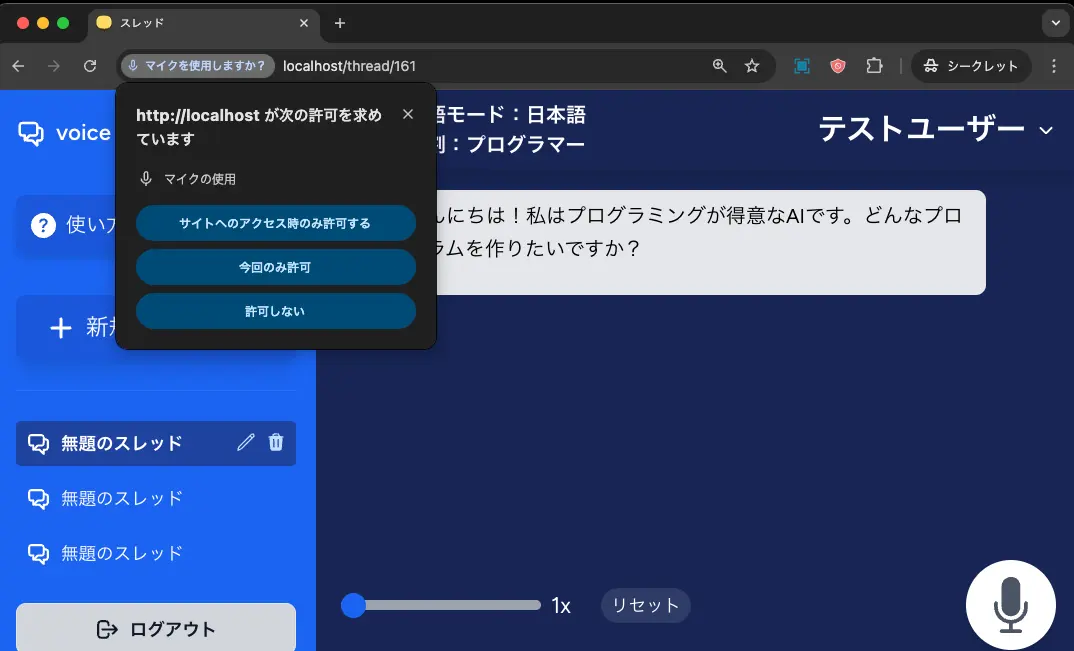 スレッド
マイクを使用しますか？
localhost/thread/161
シークレット
http://localhost が次の許可を求め
ています
マイクの使用
サイトへのアクセス時のみ許可する
今回のみ許可
許可しない
voice
使い方
新規
無題のスレッド
無題のスレッド
無題のスレッド
ログアウト
語モード：日本語
：プログラマー
テストユーザー
んにちは！私はプログラミングが得意なAIです。どんなプロ
ラムを作りたいですか？
1x
リセット